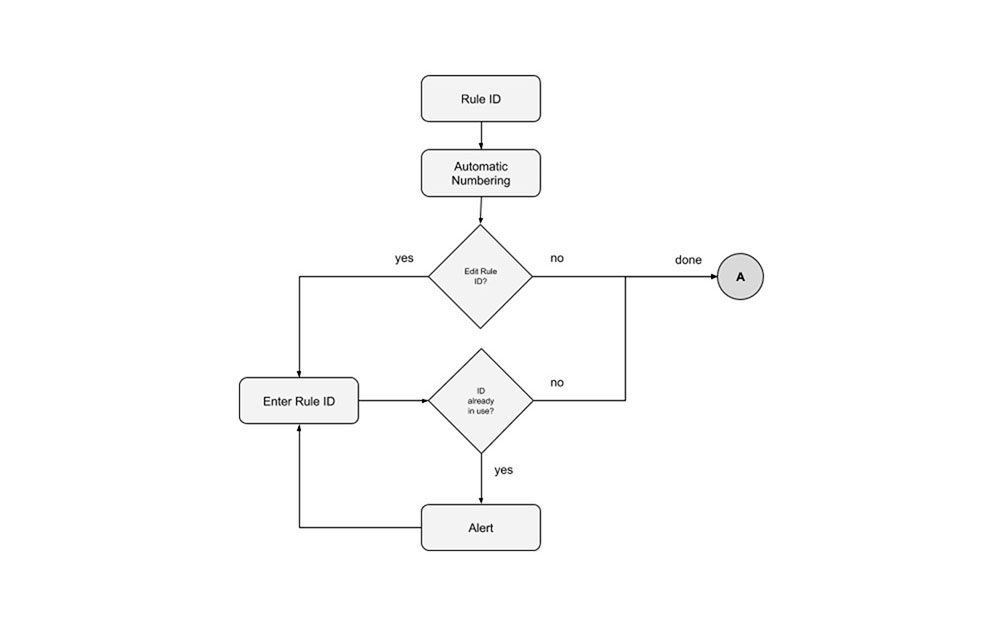 Rule ID
Automatic
Numbering
yes
Edit Rule
ID?
no
done
A
Enter Rule ID
ID
already
in use?
no
yes
Alert